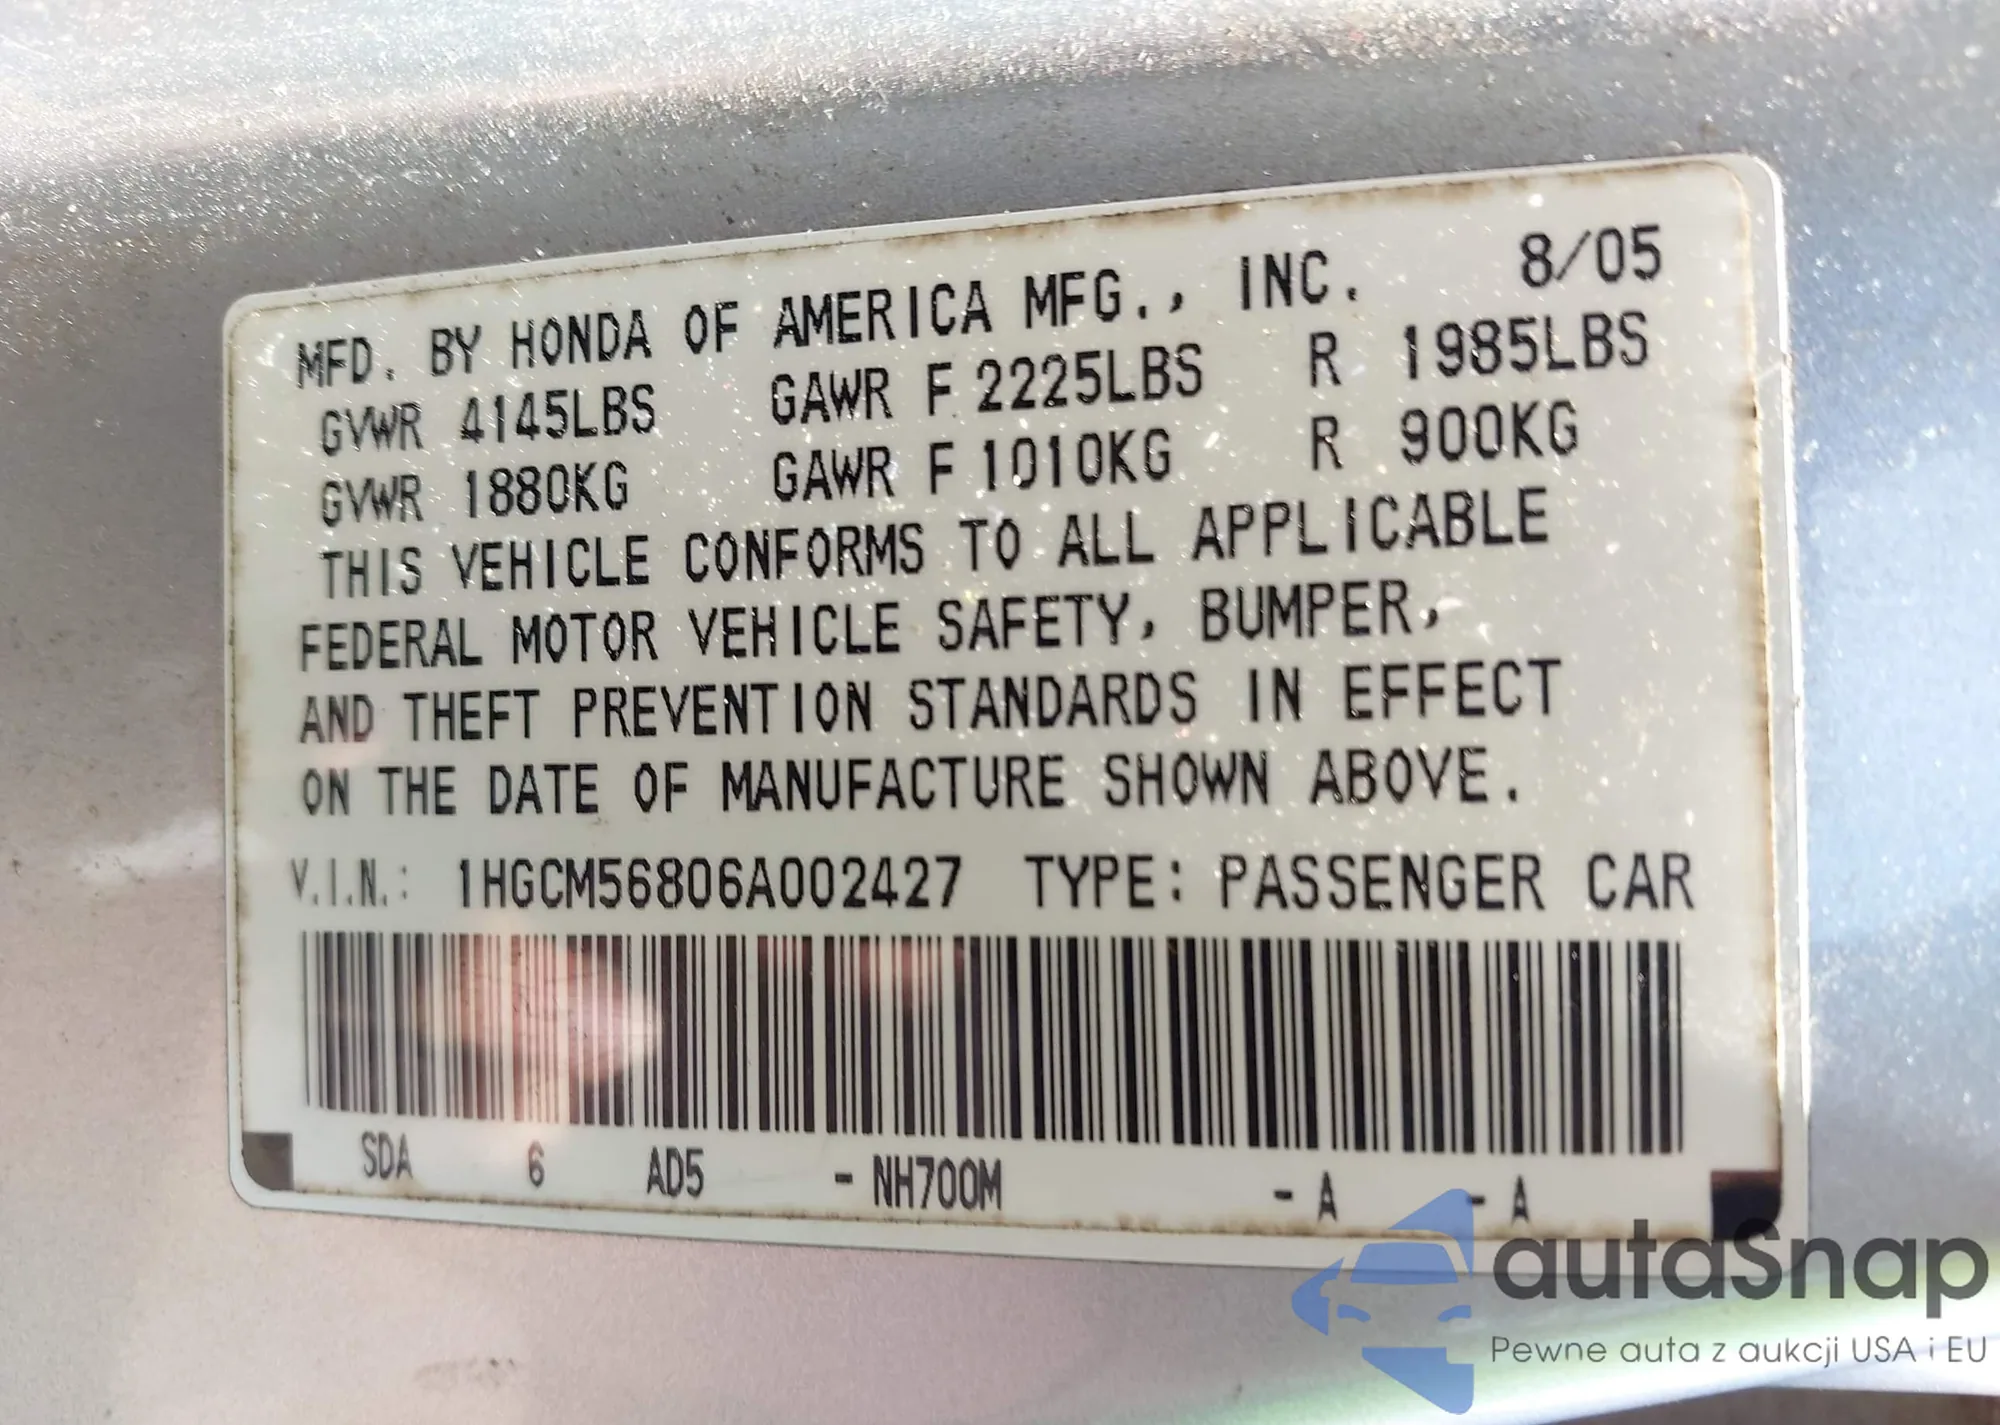 MFD. BY HONDA OF AMERICA MFG., INC. 8/05
GVWR 4145LBS GAWR F 2225LBS R 1985LBS
GVWR 1880KG GAWR F 1010KG R 900KG
THIS VEHICLE CONFORMS TO ALL APPLICABLE
FEDERAL MOTOR VEHICLE SAFETY, BUMPER,
AND THEFT PREVENTION STANDARDS IN EFFECT
ON THE DATE OF MANUFACTURE SHOWN ABOVE.
V.I.N.: 1HGCM56806A002427 TYPE: PASSENGER CAR
SDA 6 AD5 - NH700M - A - A
autaSnap
Pewne auta z aukcji USA i EU